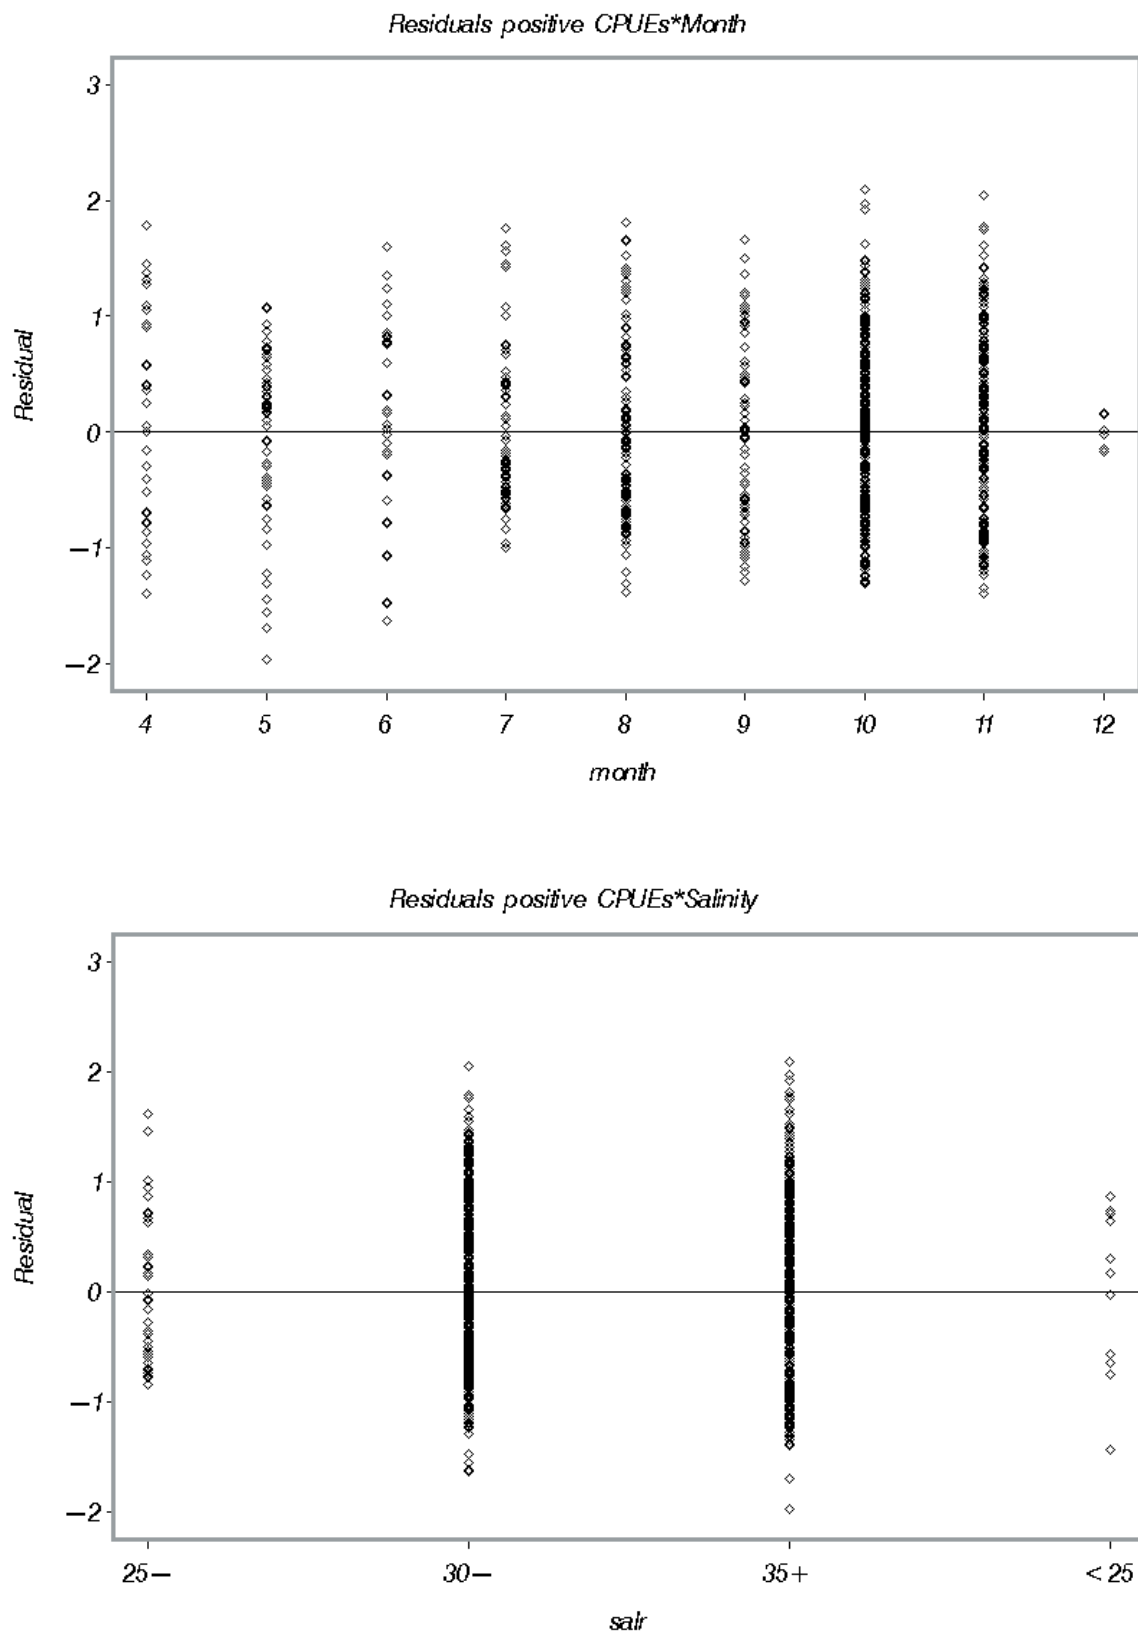 Residuals positive CPUEs*Month
3
2
1
0
−1
−2
Residual
4 5 6 7 8 9 10 11 12
month
Residuals positive CPUEs*Salinity
3
2
1
0
−1
−2
Residual
25− 30− 35+ <25
salr